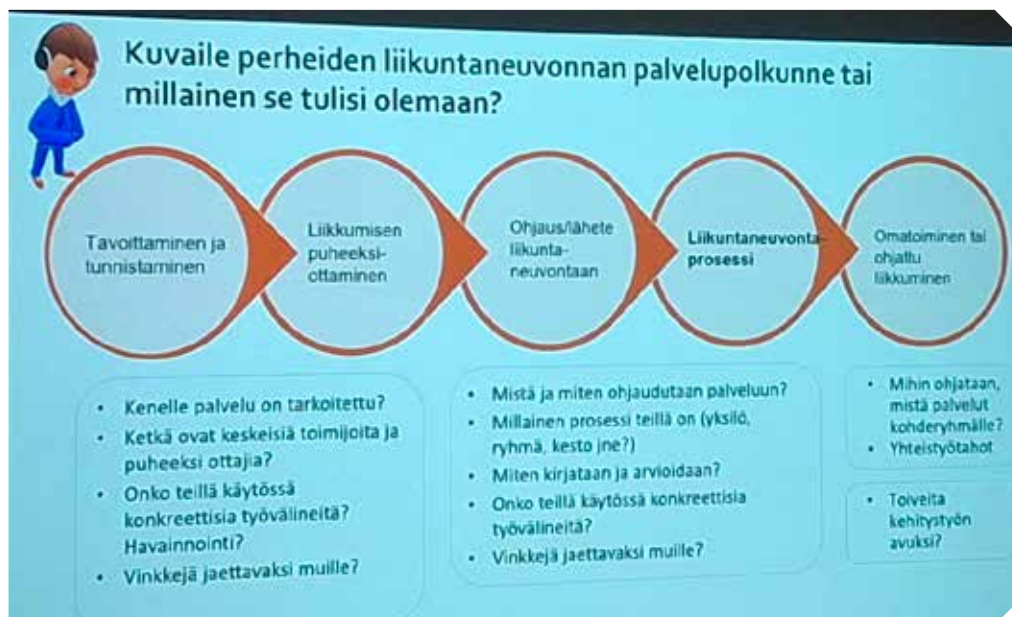 Kuvaile perheiden liikuntaneuvonnan palvelupolkunne tai
millainen se tulisi olemaan?
Tavoittaminen ja
tunnistaminen
Liikkumisen
puheeksi-
ottaminen
Ohjaus/lähete
liikunta-
neuvontaan
Liikuntaneuvonta-
prosessi
Omatoiminen tai
ohjattu
liikkuminen
• Kenelle palvelu on tarkoitettu?
• Ketkä ovat keskeisiä toimijoita ja
puheeksi ottajia?
• Onko teillä käytössä
konkreettisia työvälineitä?
Havainnointi?
• Vinkkejä jaettavaksi muille?
• Mistä ja miten ohjaudutaan palveluun?
• Millainen prosessi teillä on (yksilö,
ryhmä, kesto jne?)
• Miten kirjataan ja arvioidaan?
• Onko teillä käytössä konkreettisia
työvälineitä?
• Vinkkejä jaettavaksi muille?
• Mihin ohjataan,
mistä palvelut
kohderyhmälle?
• Yhteistyötahot
• Toiveita
kehitystyön
avuksi?